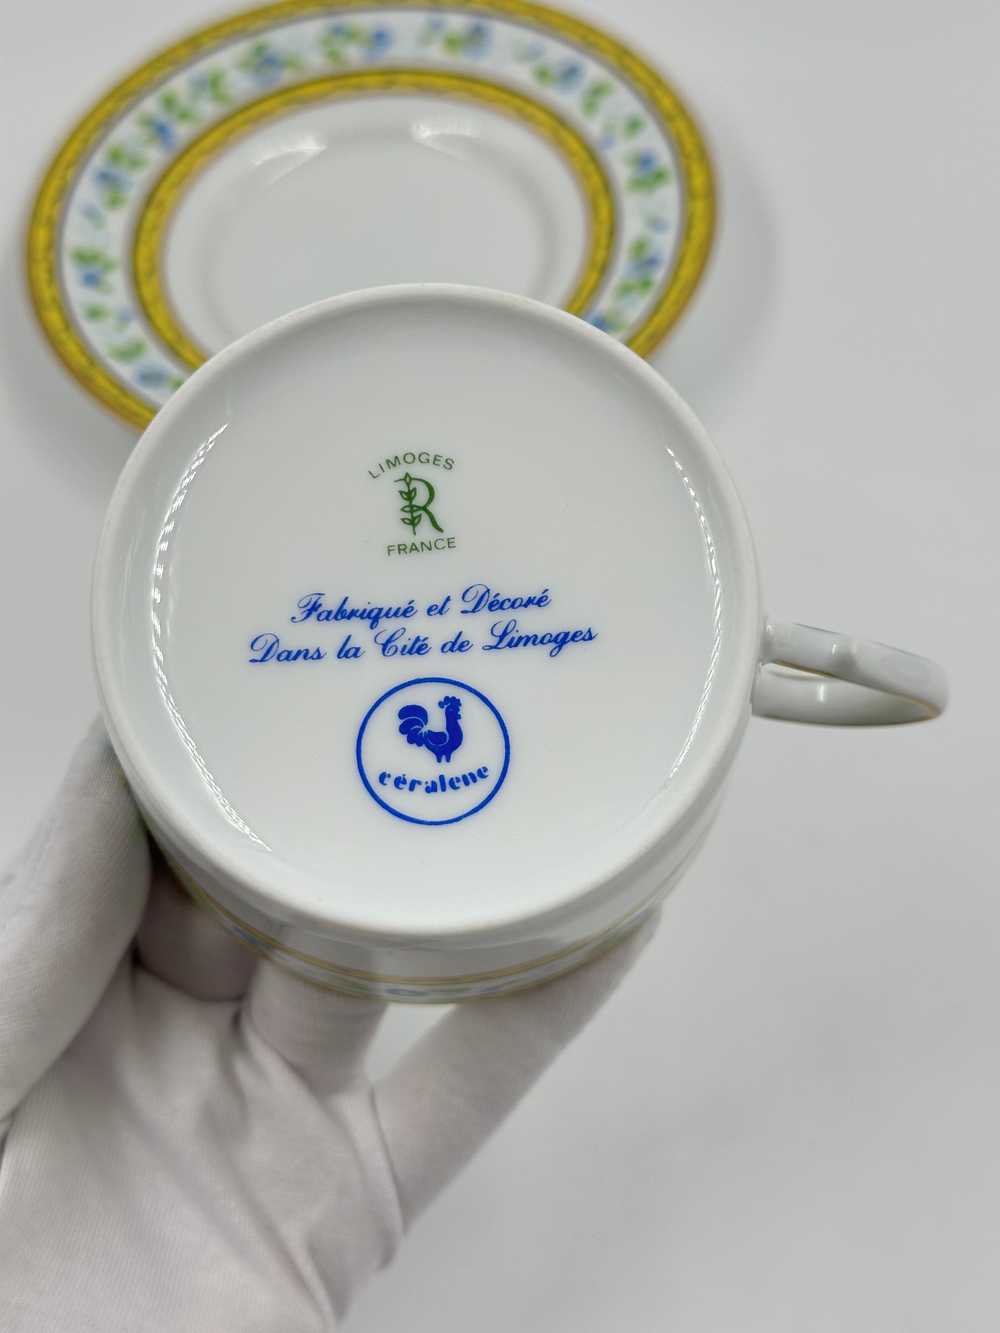 LIMOGES
R
FRANCE
Fabriqué et Décoré
Dans la Cité de Limoges
céralene